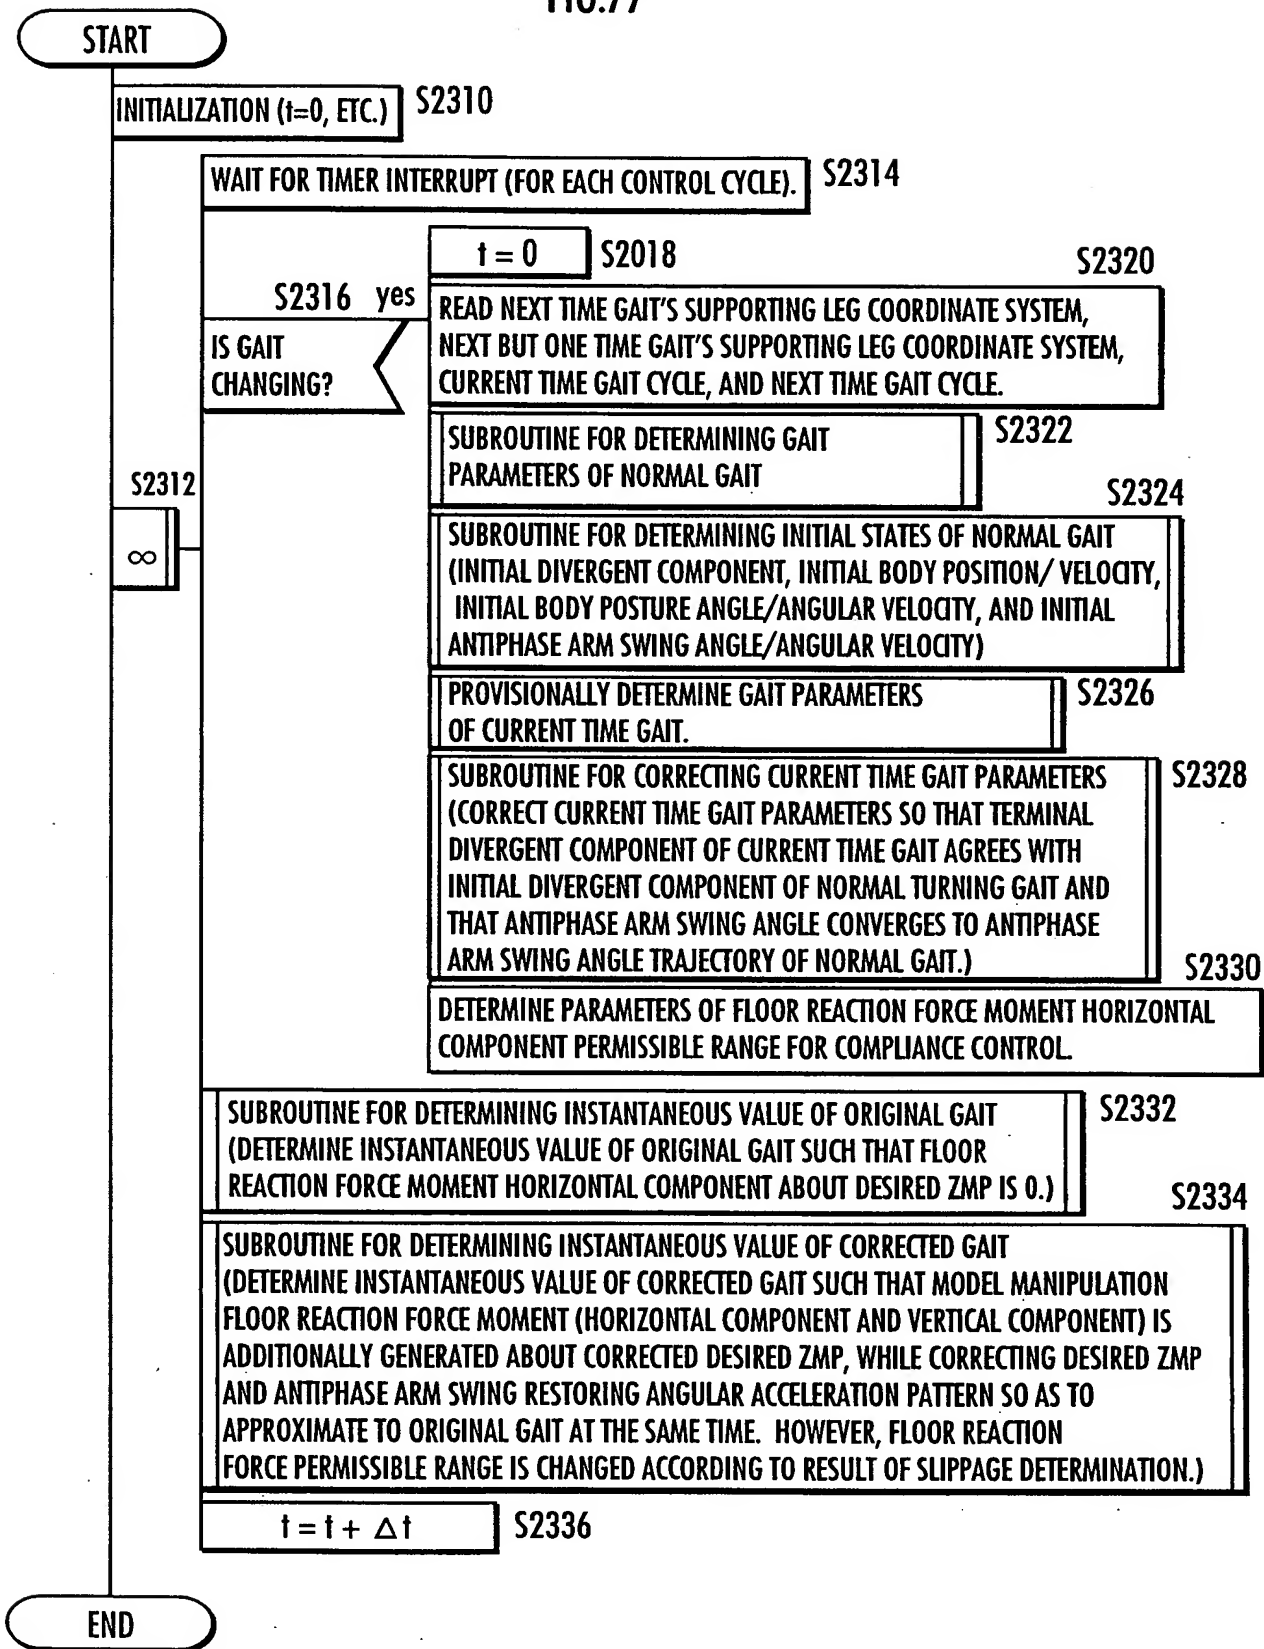 FIG.77
START
INITIALIZATION (t=0, ETC.) S2310
WAIT FOR TIMER INTERRUPT (FOR EACH CONTROL CYCLE). S2314
t = 0 S2018
S2320
S2316 yes
IS GAIT
CHANGING?
READ NEXT TIME GAIT'S SUPPORTING LEG COORDINATE SYSTEM,
NEXT BUT ONE TIME GAIT'S SUPPORTING LEG COORDINATE SYSTEM,
CURRENT TIME GAIT CYCLE, AND NEXT TIME GAIT CYCLE.
SUBROUTINE FOR DETERMINING GAIT
PARAMETERS OF NORMAL GAIT
S2322
S2312
∞
S2324
SUBROUTINE FOR DETERMINING INITIAL STATES OF NORMAL GAIT
(INITIAL DIVERGENT COMPONENT, INITIAL BODY POSITION/ VELOCITY,
INITIAL BODY POSTURE ANGLE/ANGULAR VELOCITY, AND INITIAL
ANTIPHASE ARM SWING ANGLE/ANGULAR VELOCITY)
PROVISIONALLY DETERMINE GAIT PARAMETERS
OF CURRENT TIME GAIT.
S2326
SUBROUTINE FOR CORRECTING CURRENT TIME GAIT PARAMETERS
(CORRECT CURRENT TIME GAIT PARAMETERS SO THAT TERMINAL
DIVERGENT COMPONENT OF CURRENT TIME GAIT AGREES WITH
INITIAL DIVERGENT COMPONENT OF NORMAL TURNING GAIT AND
THAT ANTIPHASE ARM SWING ANGLE CONVERGES TO ANTIPHASE
ARM SWING ANGLE TRAJECTORY OF NORMAL GAIT.)
S2328
S2330
DETERMINE PARAMETERS OF FLOOR REACTION FORCE MOMENT HORIZONTAL
COMPONENT PERMISSIBLE RANGE FOR COMPLIANCE CONTROL.
SUBROUTINE FOR DETERMINING INSTANTANEOUS VALUE OF ORIGINAL GAIT
(DETERMINE INSTANTANEOUS VALUE OF ORIGINAL GAIT SUCH THAT FLOOR
REACTION FORCE MOMENT HORIZONTAL COMPONENT ABOUT DESIRED ZMP IS 0.)
S2332
S2334
SUBROUTINE FOR DETERMINING INSTANTANEOUS VALUE OF CORRECTED GAIT
(DETERMINE INSTANTANEOUS VALUE OF CORRECTED GAIT SUCH THAT MODEL MANIPULATION
FLOOR REACTION FORCE MOMENT (HORIZONTAL COMPONENT AND VERTICAL COMPONENT) IS
ADDITIONALLY GENERATED ABOUT CORRECTED DESIRED ZMP, WHILE CORRECTING DESIRED ZMP
AND ANTIPHASE ARM SWING RESTORING ANGULAR ACCELERATION PATTERN SO AS TO
APPROXIMATE TO ORIGINAL GAIT AT THE SAME TIME. HOWEVER, FLOOR REACTION
FORCE PERMISSIBLE RANGE IS CHANGED ACCORDING TO RESULT OF SLIPPAGE DETERMINATION.)
t = t + Δt S2336
END